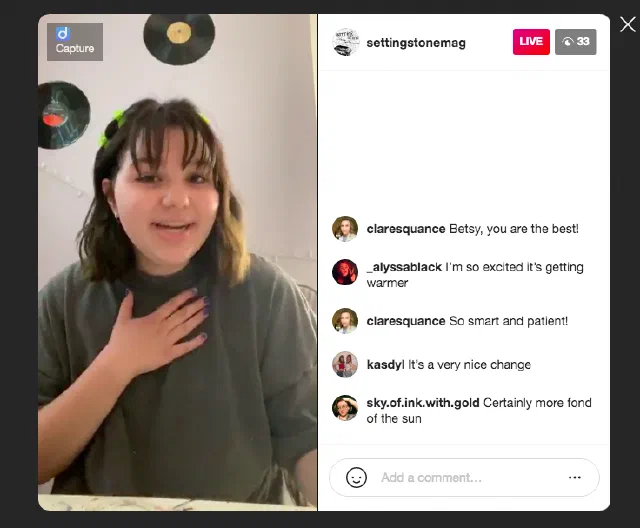 Capture
settingstonemag
LIVE
33
claresquance Betsy, you are the best!
_alyssablack I'm so excited it's getting
warmer
claresquance So smart and patient!
kasdyl It's a very nice change
sky.of.ink.with.gold Certainly more fond
of the sun
Add a comment...